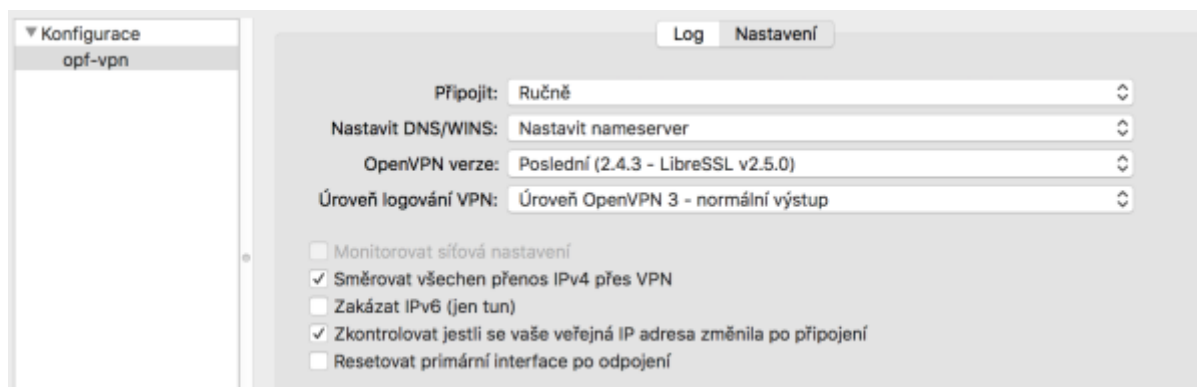 Konfigurace
opf-vpn
Log Nastavení
Připojit: Ručně
Nastavit DNS/WINS: Nastavit nameserver
OpenVPN verze: Poslední (2.4.3 - LibreSSL v2.5.0)
Úroveň logování VPN: Úroveň OpenVPN 3 - normální výstup
Monitorovat síťová nastavení
Směrovat všechen přenos IPv4 přes VPN
Zakázat IPv6 (jen tun)
Zkontrolovat jestli se vaše veřejná IP adresa změnila po připojení
Resetovat primární interface po odpojení